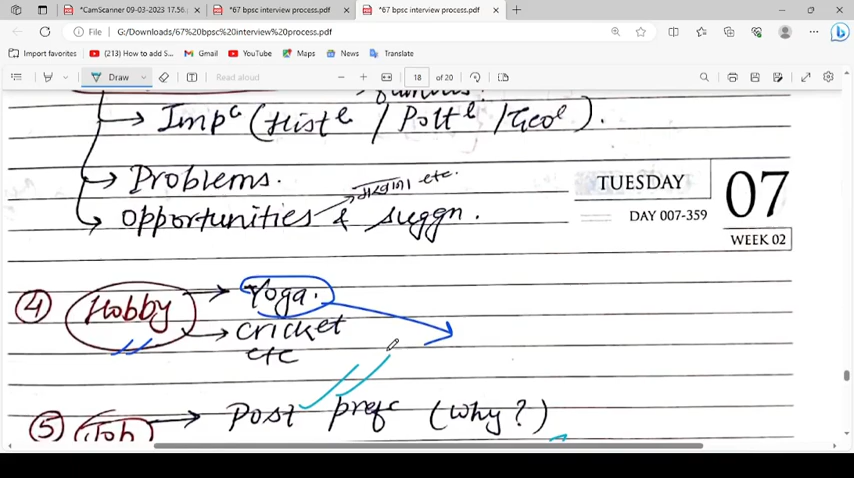 *CamScanner 09-03-2023 17.56.p
*67 bpsc interview process.pdf
*67 bpsc interview process.pdf
File G:/Downloads/67%20bpsc%20interview%20process.pdf
Import favorites (213) How to add S... Gmail YouTube Maps News Translate
Draw Read aloud 18 of 20
→ Impᶜ (Histˡ / Poltˡ / Geoˡ).
→ Problems.
etc.
→ Opportunities & suggn.
TUESDAY 07
DAY 007-359
WEEK 02
④ Hobby → Yoga.
→ Cricket
etc
⑤ Job → Post prefᶜ (Why?)